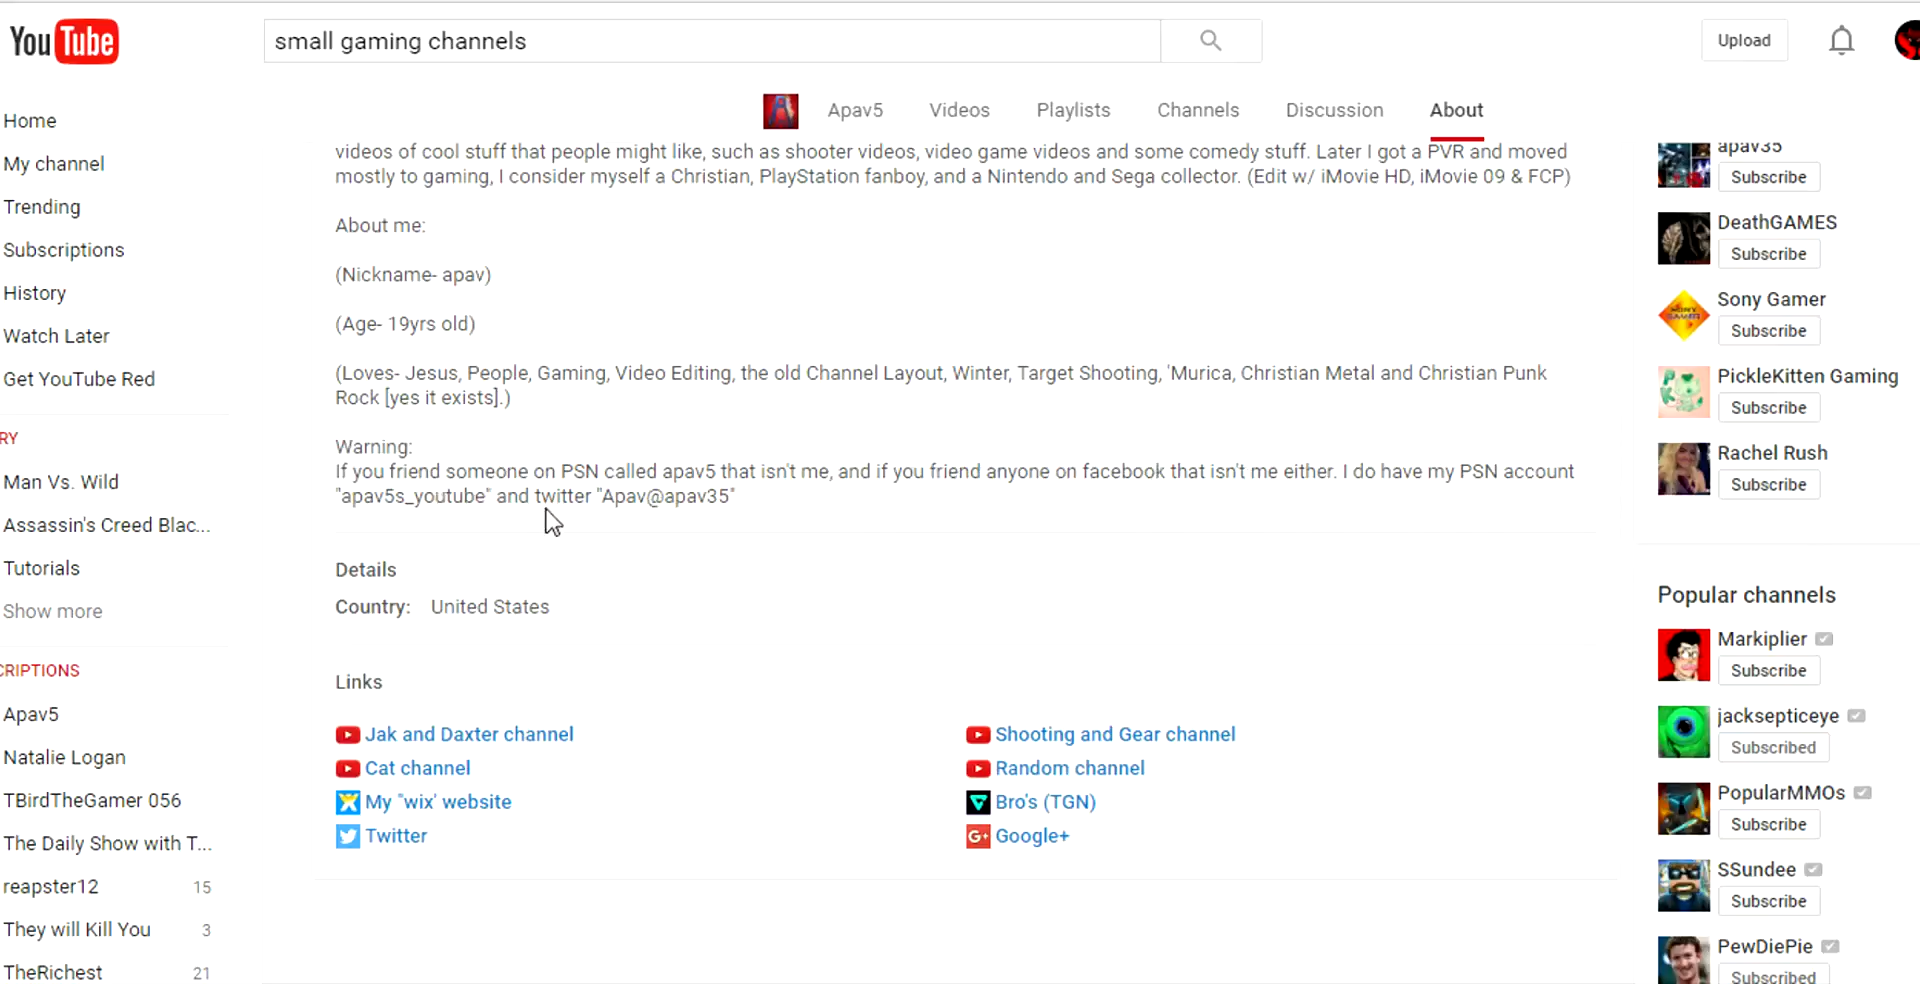 YouTube
small gaming channels
Upload
Apav5 Videos Playlists Channels Discussion About
Home
My channel
Trending
Subscriptions
History
Watch Later
Get YouTube Red
RY
Man Vs. Wild
Assassin's Creed Blac...
Tutorials
Show more
CRIPTIONS
Apav5
Natalie Logan
TBirdTheGamer 056
The Daily Show with T...
reapster12 15
They will Kill You 3
TheRichest 21
videos of cool stuff that people might like, such as shooter videos, video game videos and some comedy stuff. Later I got a PVR and moved
mostly to gaming, I consider myself a Christian, PlayStation fanboy, and a Nintendo and Sega collector. (Edit w/ iMovie HD, iMovie 09 & FCP)
About me:
(Nickname- apav)
(Age- 19yrs old)
(Loves- Jesus, People, Gaming, Video Editing, the old Channel Layout, Winter, Target Shooting, 'Murica, Christian Metal and Christian Punk
Rock [yes it exists].)
Warning:
If you friend someone on PSN called apav5 that isn't me, and if you friend anyone on facebook that isn't me either. I do have my PSN account
"apav5s_youtube" and twitter "Apav@apav35"
Details
Country: United States
Links
Jak and Daxter channel
Shooting and Gear channel
Cat channel
Random channel
My "wix' website
Bro's (TGN)
Twitter
Google+
apav35
Subscribe
DeathGAMES
Subscribe
Sony Gamer
Subscribe
PickleKitten Gaming
Subscribe
Rachel Rush
Subscribe
Popular channels
Markiplier
Subscribe
jacksepticeye
Subscribed
PopularMMOs
Subscribe
SSundee
Subscribe
PewDiePie
Subscribed